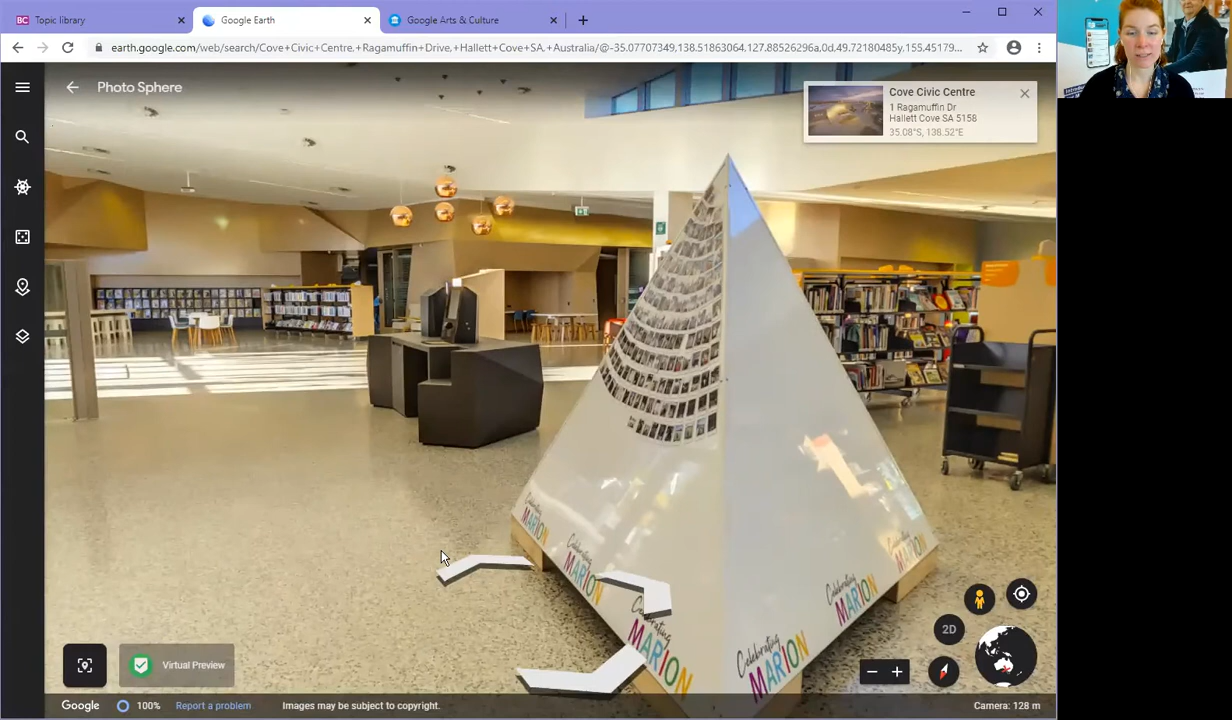 Topic library
Google Earth
Google Arts & Culture
earth.google.com/web/search/Cove+Civic+Centre,+Ragamuffin+Drive,+Hallett+Cove+SA,+Australia/@-35.07707349,138.51863064,127.88526296a,0d,49.72180485y,155.45179...
Photo Sphere
Cove Civic Centre
1 Ragamuffin Dr
Hallett Cove SA 5158
35.08°S, 138.52°E
Celebrating
MARION
Celebrating
MARION
Celebrating
MARION
Celebrating
MARION
Celebrating
MARION
Celebrating
MARION
2D
Virtual Preview
Google
100%
Report a problem
Images may be subject to copyright.
Camera: 128 m